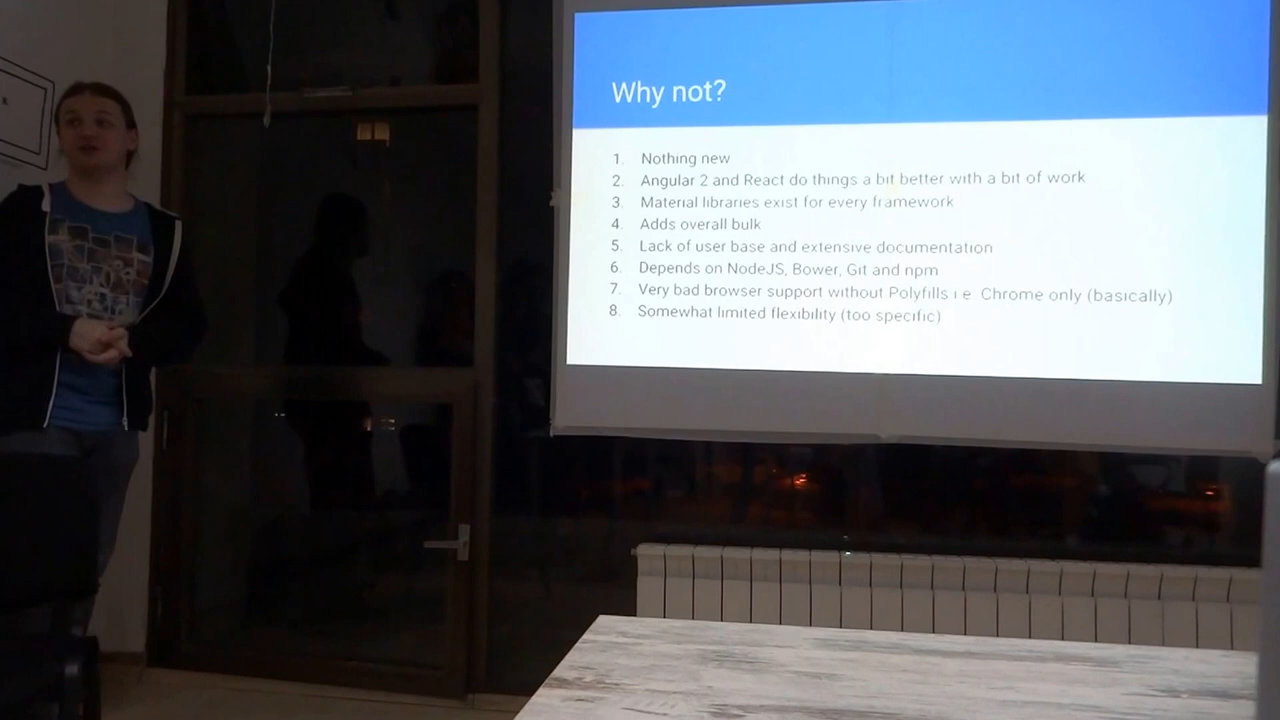 Why not?
1. Nothing new
2. Angular 2 and React do things a bit better with a bit of work
3. Material libraries exist for every framework
4. Adds overall bulk
5. Lack of user base and extensive documentation
6. Depends on NodeJS, Bower, Git and npm
7. Very bad browser support without Polyfills i e Chrome only (basically)
8. Somewhat limited flexibility (too specific)